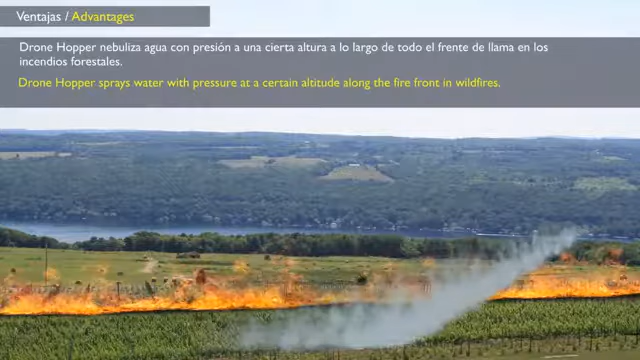 Ventajas / Advantages
Drone Hopper nebuliza agua con presión a una cierta altura a lo largo de todo el frente de llama en los
incendios forestales.
Drone Hopper sprays water with pressure at a certain altitude along the fire front in wildfires.